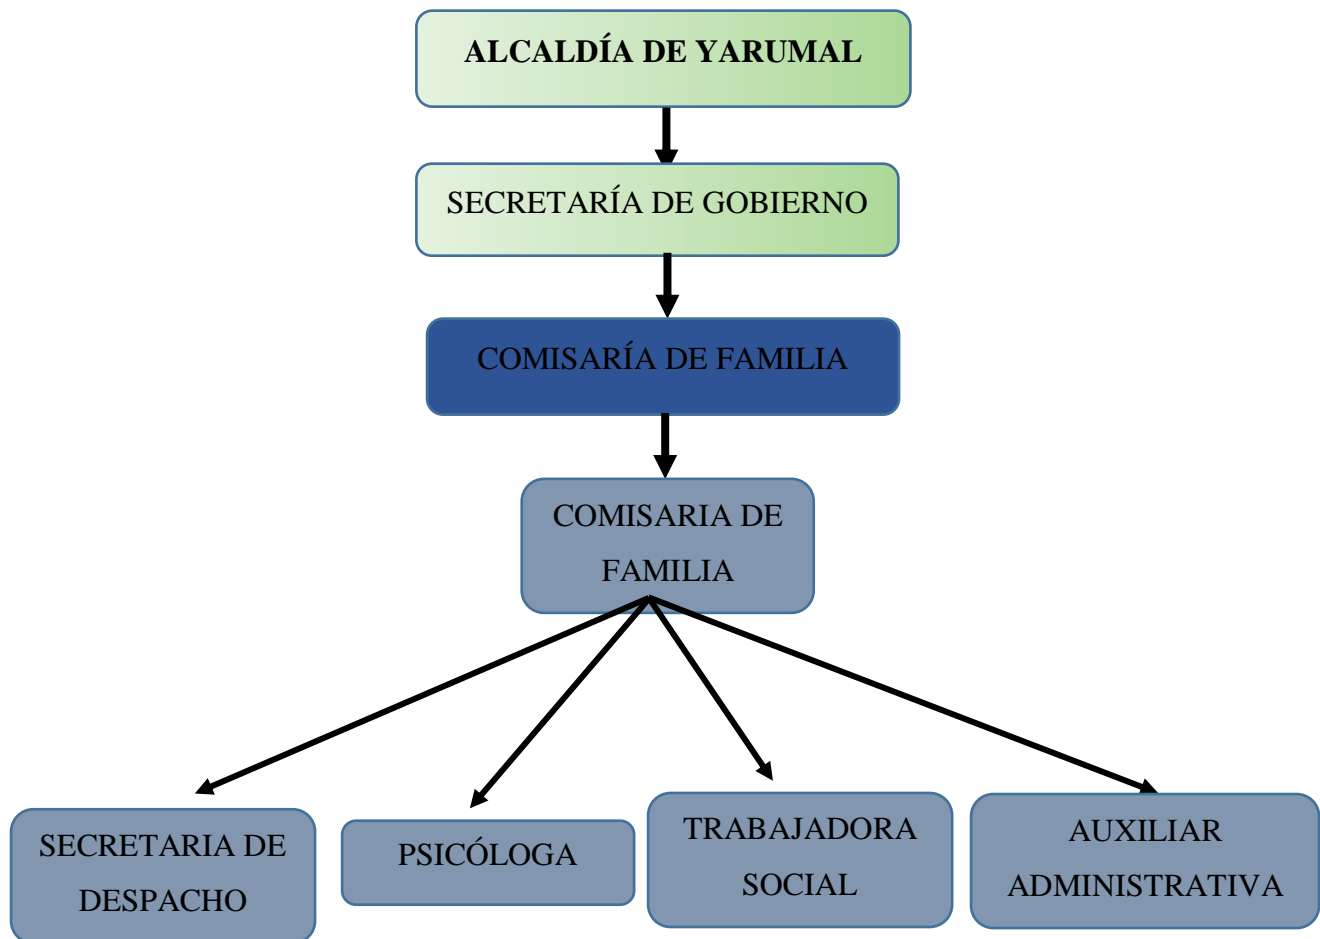 ALCALDÍA DE YARUMAL
SECRETARÍA DE GOBIERNO
COMISARÍA DE FAMILIA
COMISARIA DE
FAMILIA
SECRETARIA DE
DESPACHO
PSICÓLOGA
TRABAJADORA
SOCIAL
AUXILIAR
ADMINISTRATIVA